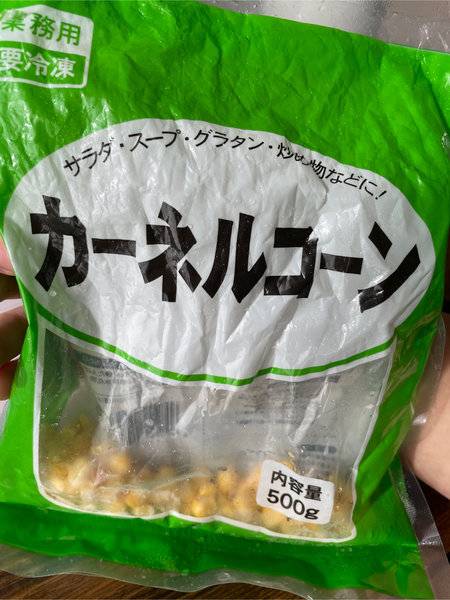 業務用
要冷凍
サラダ・スープ・グラタン・炒め物などに!
カーネルコーン
内容量
500g